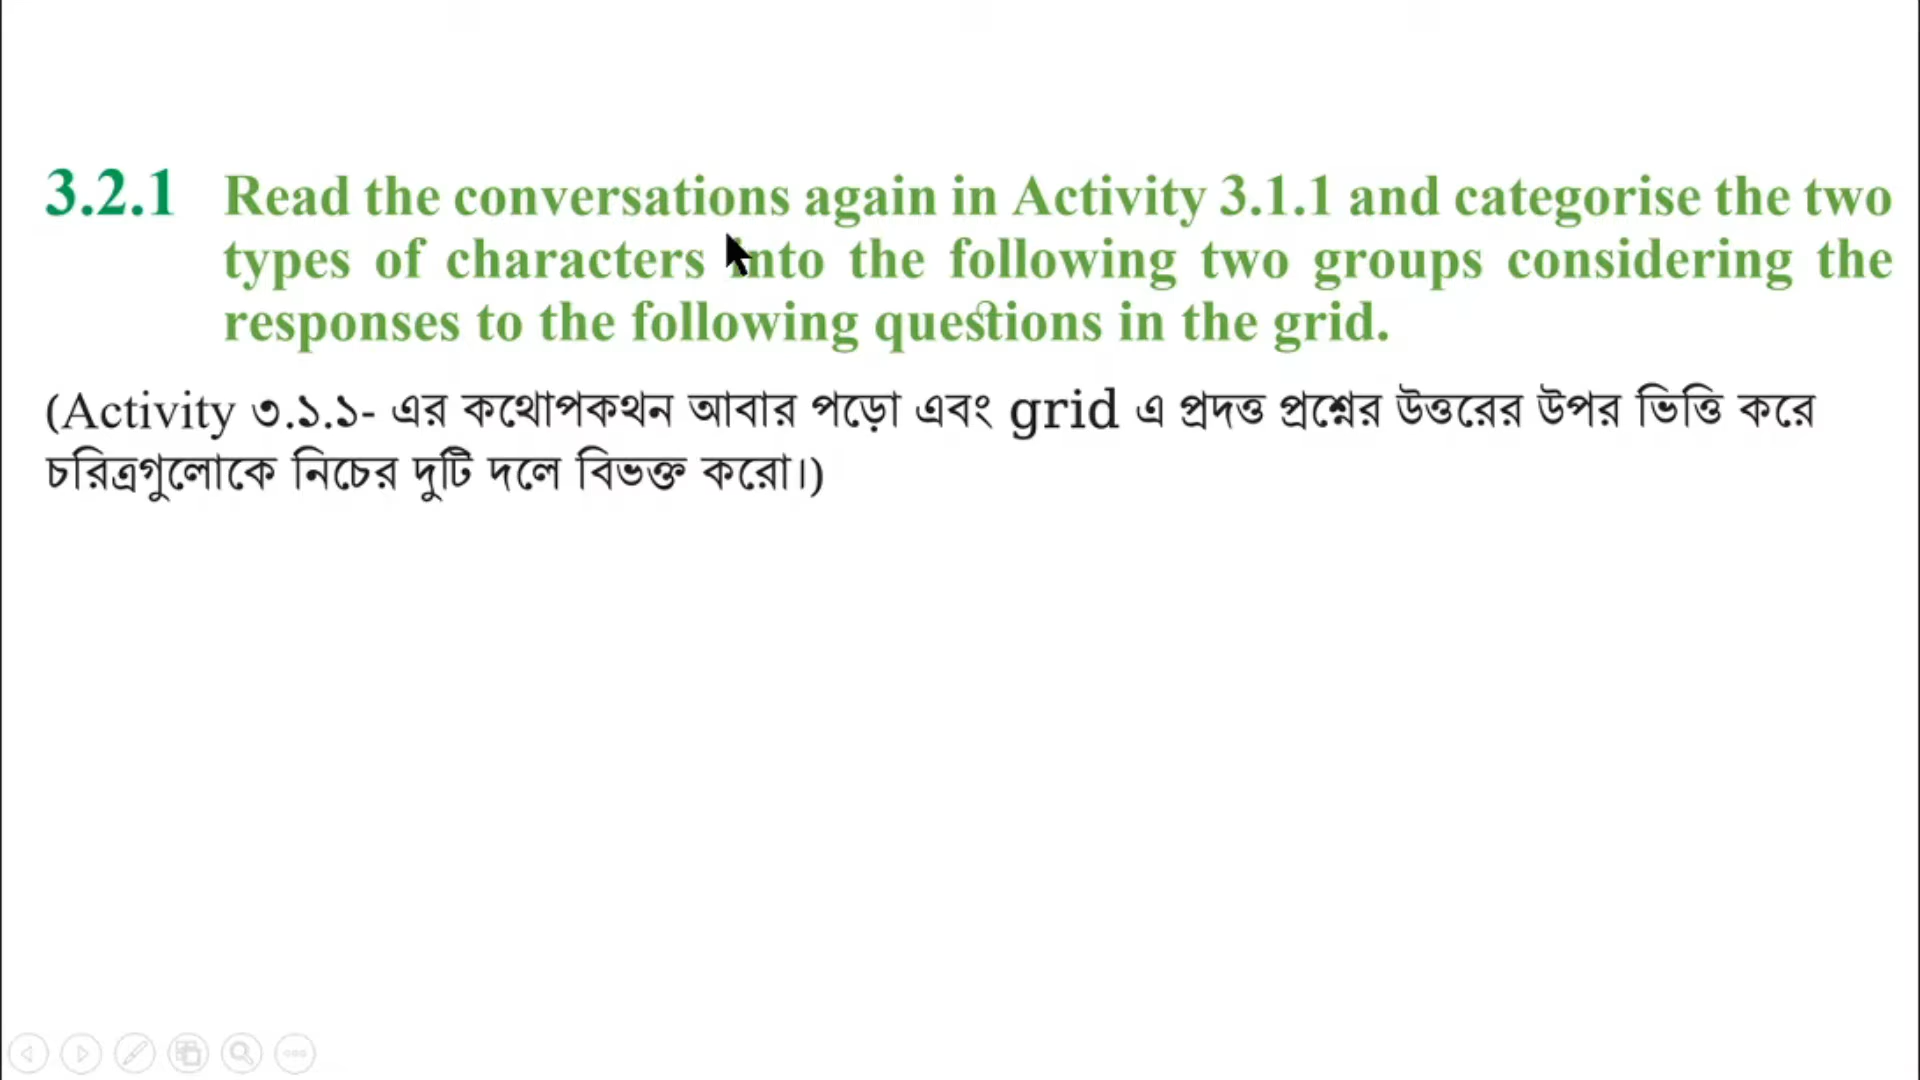 3.2.1 Read the conversations again in Activity 3.1.1 and categorise the two
types of characters into the following two groups considering the
responses to the following questions in the grid.
(Activity ৩.১.১- এর কথোপকথন আবার পড়ো এবং grid এ প্রদত্ত প্রশ্নের উত্তরের উপর ভিত্তি করে
চরিত্রগুলোকে নিচের দুটি দলে বিভক্ত করো।)